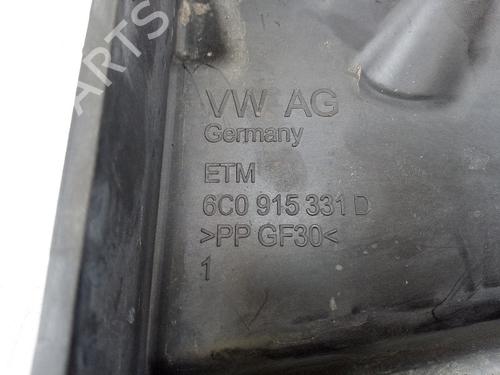 VW AG
Germany
ETM
6C0 915 331 D
>PP GF30<
1